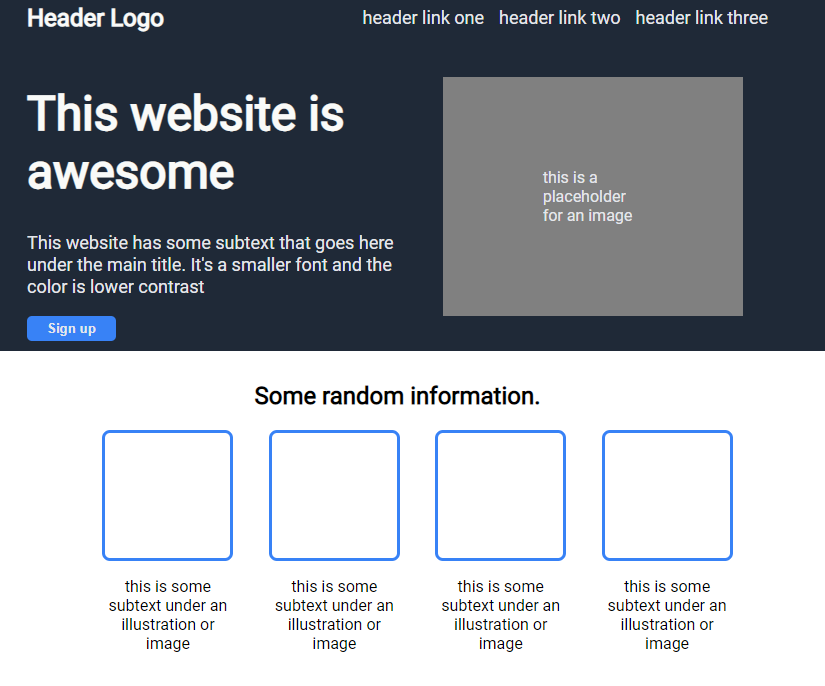 Header Logo
header link one header link two header link three
This website is
awesome
this is a
placeholder
for an image
This website has some subtext that goes here
under the main title. It's a smaller font and the
color is lower contrast
Sign up
Some random information.
this is some
subtext under an
illustration or
image
this is some
subtext under an
illustration or
image
this is some
subtext under an
illustration or
image
this is some
subtext under an
illustration or
image